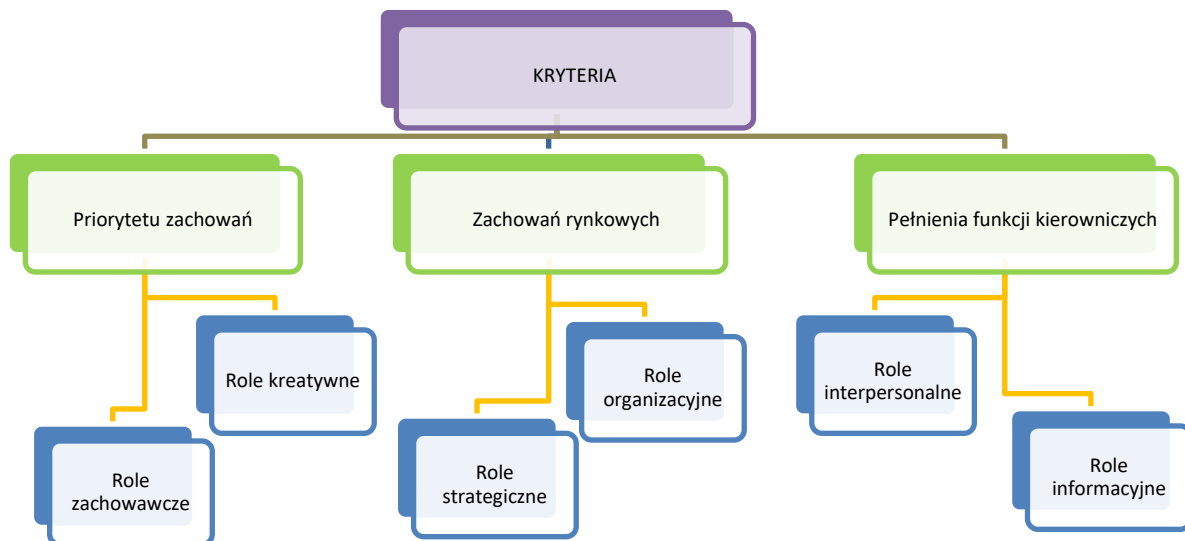 KRYTERIA
Priorytetu zachowań
Zachowań rynkowych
Pełnienia funkcji kierowniczych
Role kreatywne
Role
organizacyjne
Role
interpersonalne
Role
zachowawcze
Role
strategiczne
Role
informacyjne